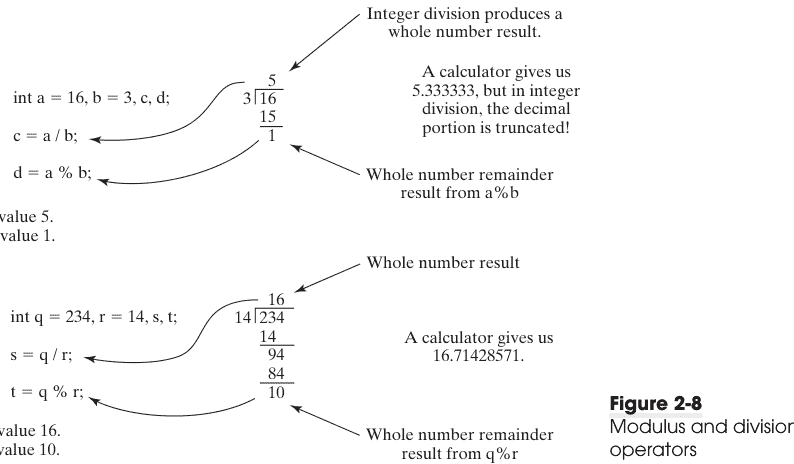 Integer division produces a
whole number result.
A calculator gives us
5.333333, but in integer
division, the decimal
portion is truncated!
5
int a = 16, b = 3, c, d;
3 16
15
c = a / b;
1
d = a % b;
Whole number remainder
result from a%b
value 5.
value 1.
Whole number result
16
int q = 234, r = 14, s, t;
14 234
14
A calculator gives us
16.71428571.
s = q / r;
94
84
t = q % r;
10
Figure 2-8
Modulus and division
operators
value 16.
value 10.
Whole number remainder
result from q%r